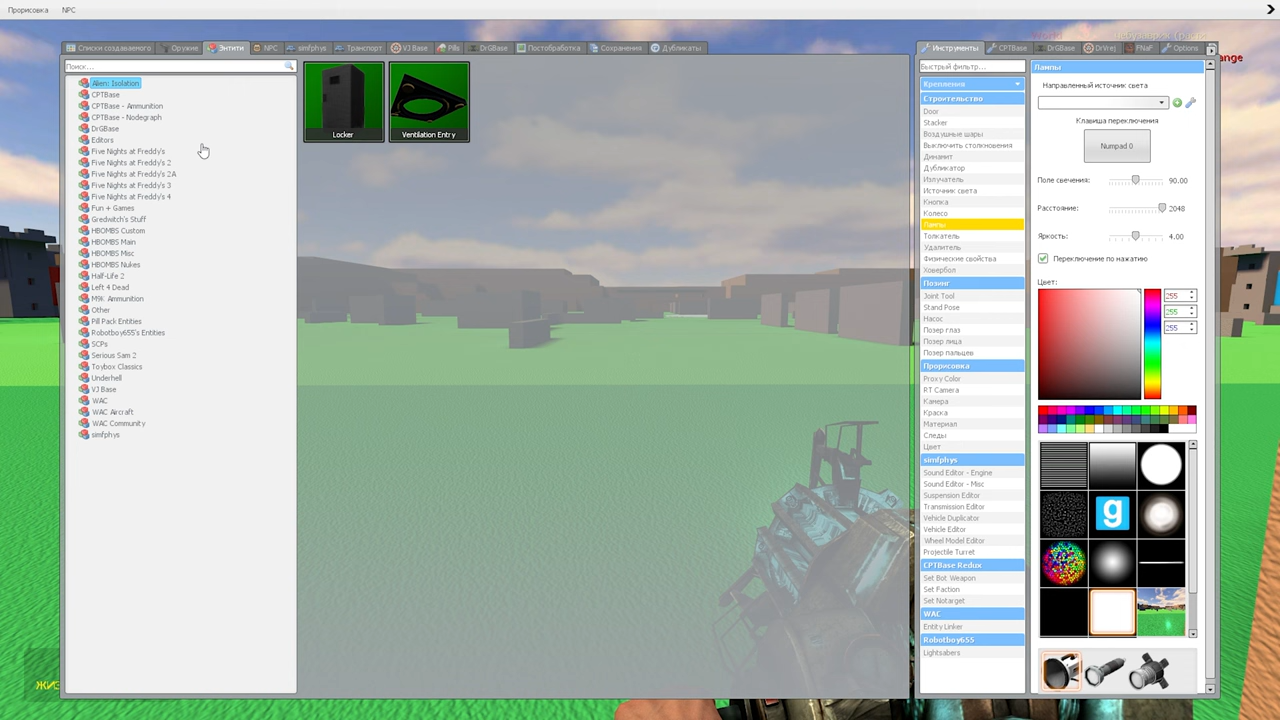 Прорисовка NPC
Списки создаваемого Оружие Энтити NPC simfphys Транспорт VJ Base Pills DrGBase Постобработка Сохранения Дубликаты
Инструменты CPTBase DrGBase DrVrej FNaF Options
Поиск...
Alien: Isolation
CPTBase
CPTBase - Ammunition
CPTBase - Nodegraph
DrGBase
Editors
Five Nights at Freddy's
Five Nights at Freddy's 2
Five Nights at Freddy's 2A
Five Nights at Freddy's 3
Five Nights at Freddy's 4
Fun + Games
Gredwitch's Stuff
HBOMBS Custom
HBOMBS Main
HBOMBS Misc
HBOMBS Nukes
Half-Life 2
Left 4 Dead
M9k Ammunition
Other
Pill Pack Entities
Robotboy655's Entities
SCPs
Serious Sam 2
Toybox Classics
Underhell
VJ Base
WAC
WAC Aircraft
WAC Community
simfphys
Locker
Ventilation Entry
Быстрый фильтр...
Крепления
Строительство
Door
Stacker
Воздушные шары
Выключить столкновения
Динамит
Дубликатор
Излучатель
Источник света
Кнопка
Колесо
Лампы
Толкатель
Удалитель
Физические свойства
Ховербол
Позинг
Joint Tool
Stand Pose
Насос
Позер глаз
Позер лица
Позер пальцев
Прорисовка
Proxy Color
RT Camera
Камера
Краска
Материал
Следы
Цвет
simfphys
Sound Editor - Engine
Sound Editor - Misc
Suspension Editor
Transmission Editor
Vehicle Duplicator
Vehicle Editor
Wheel Model Editor
Projectile Turret
CPTBase Redux
Set Bot Weapon
Set Faction
Set Notarget
WAC
Entity Linker
Robotboy655
Lightsabers
Лампы
Направленный источник света
Клавиша переключения
Numpad 0
Поле свечения: 90.00
Расстояние: 2048
Яркость: 4.00
Переключение по нажатию
Цвет:
255
255
255
g